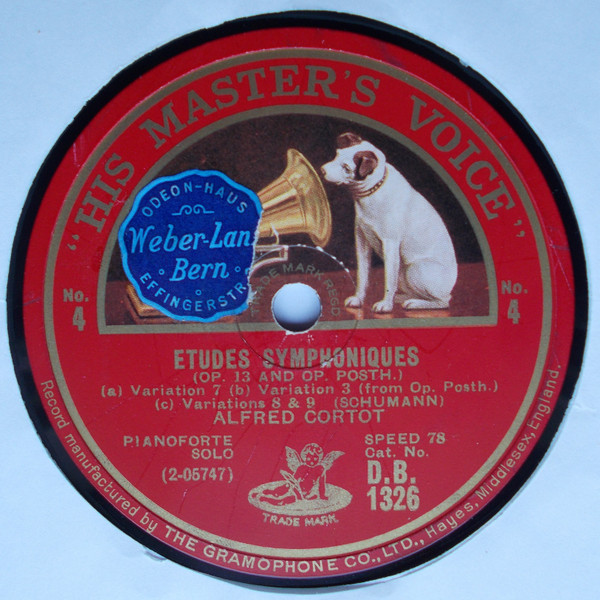 "HIS MASTER'S VOICE"
ODEON-HAUS
Weber-Lan
Bern
EFFINGERSTR.
TRADE MARK REGD.
No.
4
No.
4
ETUDES SYMPHONIQUES
(OP. 13 AND OP. POSTH.)
(a) Variation 7 (b) Variation 3 (from Op. Posth.)
(c) Variations 8 & 9 (SCHUMANN)
ALFRED CORTOT
PIANOFORTE
SOLO
(2-05747)
SPEED 78
Cat. No.
D.B.
1326
TRADE MARK.
Record manufactured by THE GRAMOPHONE CO., LTD., Hayes, Middlesex, England.